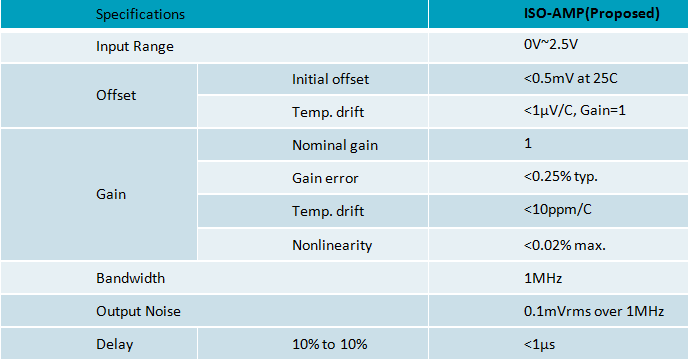 Specifications ISO-AMP(Proposed)
Input Range 0V~2.5V
Offset Initial offset <0.5mV at 25C
Temp. drift <1µV/C, Gain=1
Gain Nominal gain 1
Gain error <0.25% typ.
Temp. drift <10ppm/C
Nonlinearity <0.02% max.
Bandwidth 1MHz
Output Noise 0.1mVrms over 1MHz
Delay 10% to 10% <1µs